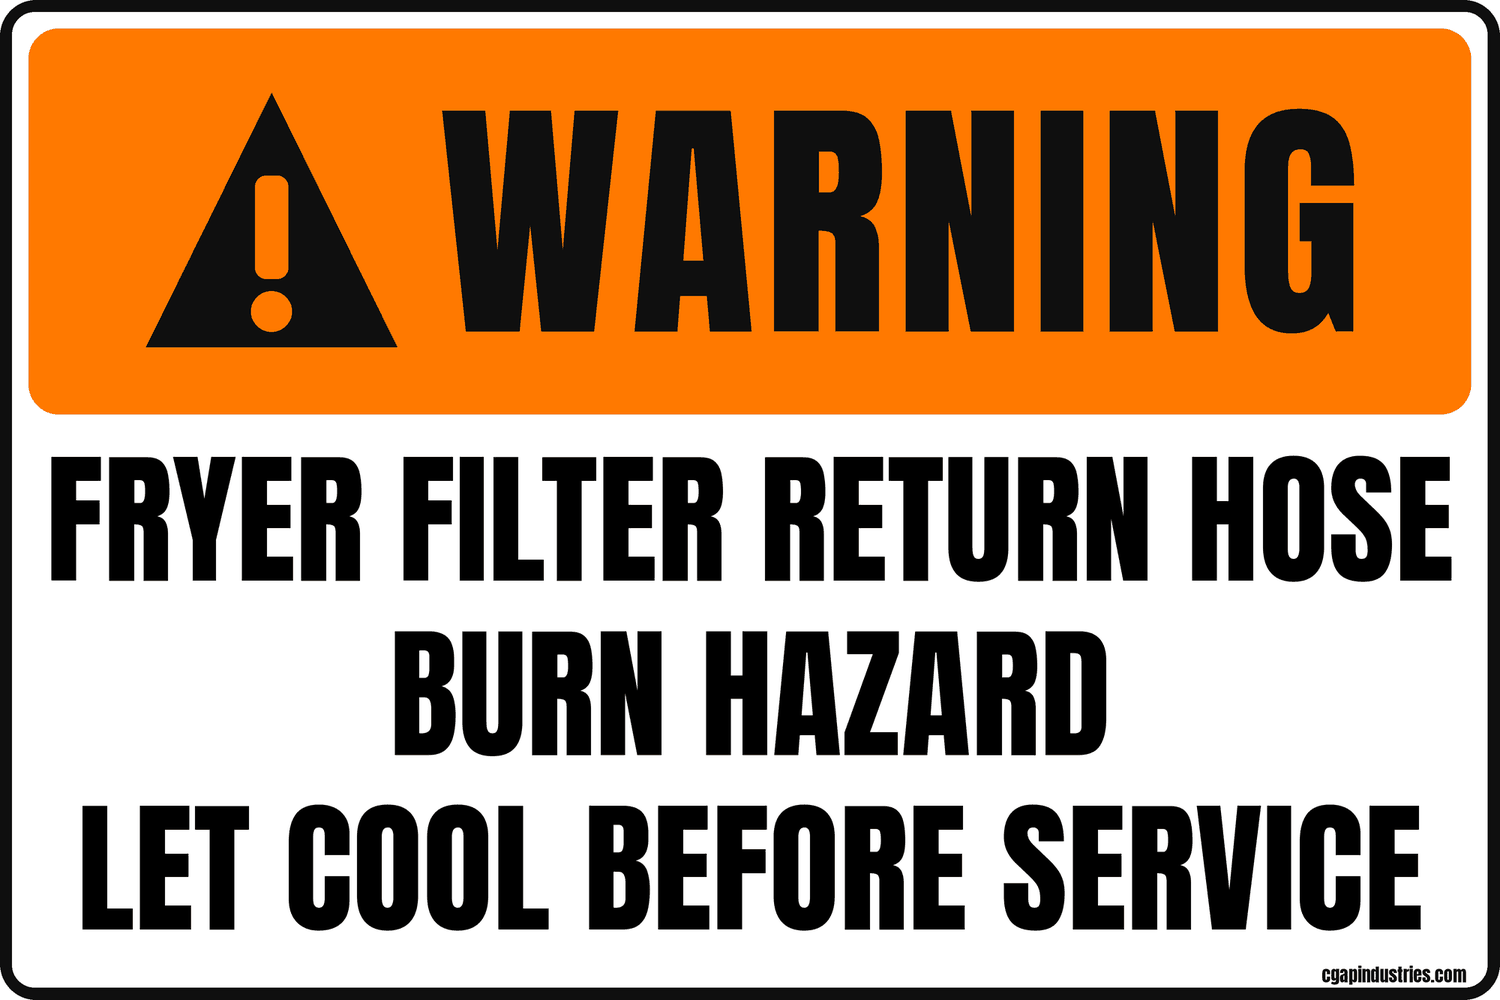 WARNING
FRYER FILTER RETURN HOSE
BURN HAZARD
LET COOL BEFORE SERVICE
cgapindustries.com